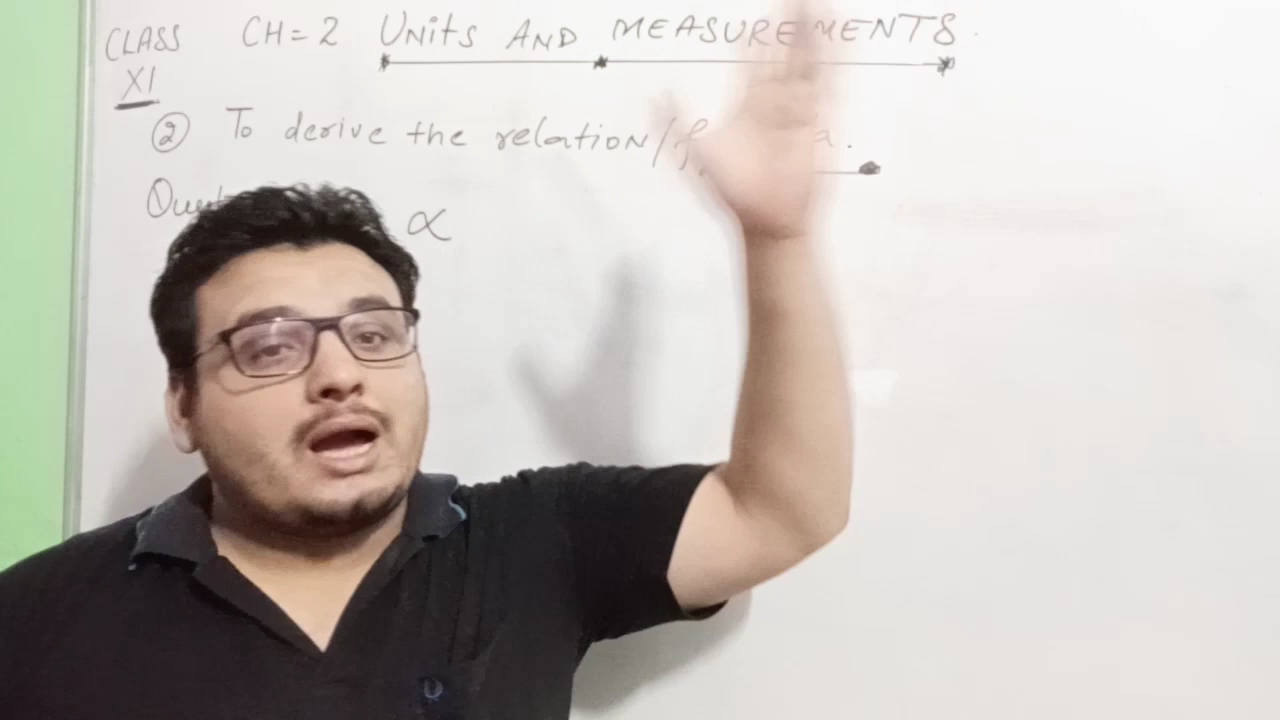 CLASS CH=2 UNITS AND MEASUREMENTS.
XI
② To derive the relation/
∝